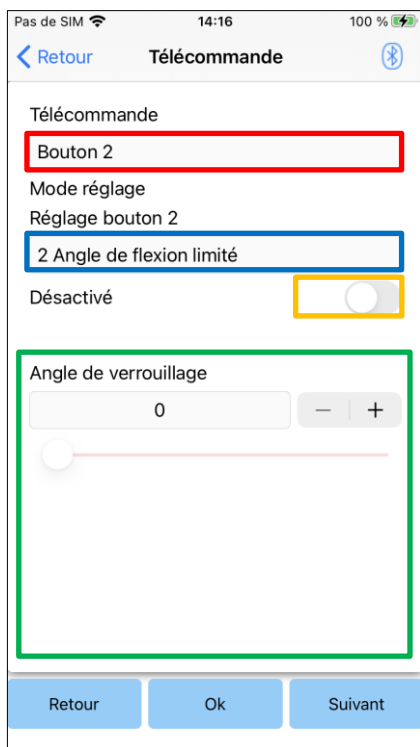 Pas de SIM 14:16 100 %
Retour Télécommande
Télécommande
Bouton 2
Mode réglage
Réglage bouton 2
2 Angle de flexion limité
Désactivé
Angle de verrouillage
0 − +
Retour Ok Suivant